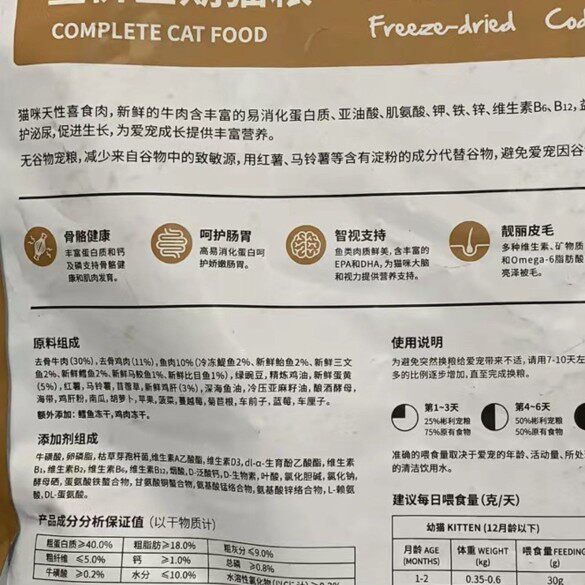 COMPLETE CAT FOOD
Freeze-dried Cod
猫咪天性喜食肉，新鲜的牛肉含丰富的易消化蛋白质、亚油酸、肌氨酸、钾、铁、锌、维生素B6、B12，
护泌尿，促进生长，为爱宠成长提供丰富营养。
无谷物宠粮，减少来自谷物中的致敏源，用红薯、马铃薯等含有淀粉的成分代替谷物，避免爱宠因谷
骨骼健康
丰富蛋白质和钙
及磷支持骨骼健
康和肌肉发育。
呵护肠胃
高易消化蛋白呵
护娇嫩肠胃。
智视支持
鱼类肉质鲜美，含丰富的
EPA和DHA，为猫咪大脑
和视力提供营养支持。
靓丽皮毛
多种维生素、矿物质
和Omega-6脂肪酸
亮泽被毛。
原料组成
去骨牛肉(30%)，去骨鸡肉(11%)，鱼肉10%(冷冻鳀鱼2%、新鲜鲐鱼2%、新鲜三文
鱼2%、新鲜鳕鱼2%、新鲜马鲛鱼1%、新鲜比目鱼1%)，绿豌豆，精炼鸡油，新鲜蛋黄
(5%)，红薯，马铃薯，苜蓿草，新鲜鸡肝(3%)，深海鱼油，冷压亚麻籽油，酿酒酵母，
海带，鸡肝粉，南瓜，胡萝卜，苹果，菠菜，蔓越莓，菊苣根，车前子，蓝莓，车厘子。
额外添加：鳕鱼冻干，鸡肉冻干。
添加剂组成
牛磺酸，卵磷脂，枯草芽孢杆菌，维生素A乙酸酯，维生素D3，dl-α-生育酚乙酸酯，维生素
B1，维生素B2，维生素B6，维生素B12，烟酸，D-泛酸钙，D-生物素，叶酸，氯化胆碱，氯化钠，
酵母硒，蛋氨酸铁螯合物，甘氨酸铜螯合物，氨基酸锰络合物，氨基酸锌络合物，L-赖氨
酸，DL-蛋氨酸。
产品成分分析保证值（以干物质计）
粗蛋白质≥40.0% 粗脂肪≥18.0% 粗灰分≤9.0%
粗纤维 ≤5.0% 钙 ≥1.0% 总磷 ≥0.8%
牛磺酸 ≥0.2% 水分 ≤10.0%
使用说明
为避免突然换粮给爱宠带来不适，请用7-10天左
多的比例逐步增加，直至完成换粮。
第1~3天
25%彬利宠粮
75%原有食物
第4~6天
50%彬利宠粮
50%原有食物
准确的喂食量取决于爱宠的年龄、活动量、所处
的清洁饮用水。
建议每日喂食量(克/天)
幼猫 KITTEN (12月龄以下)
月龄 AGE (MONTHS) 体重 WEIGHT (kg) 喂食量 FEEDING
1-2 0.35-0.6 30g